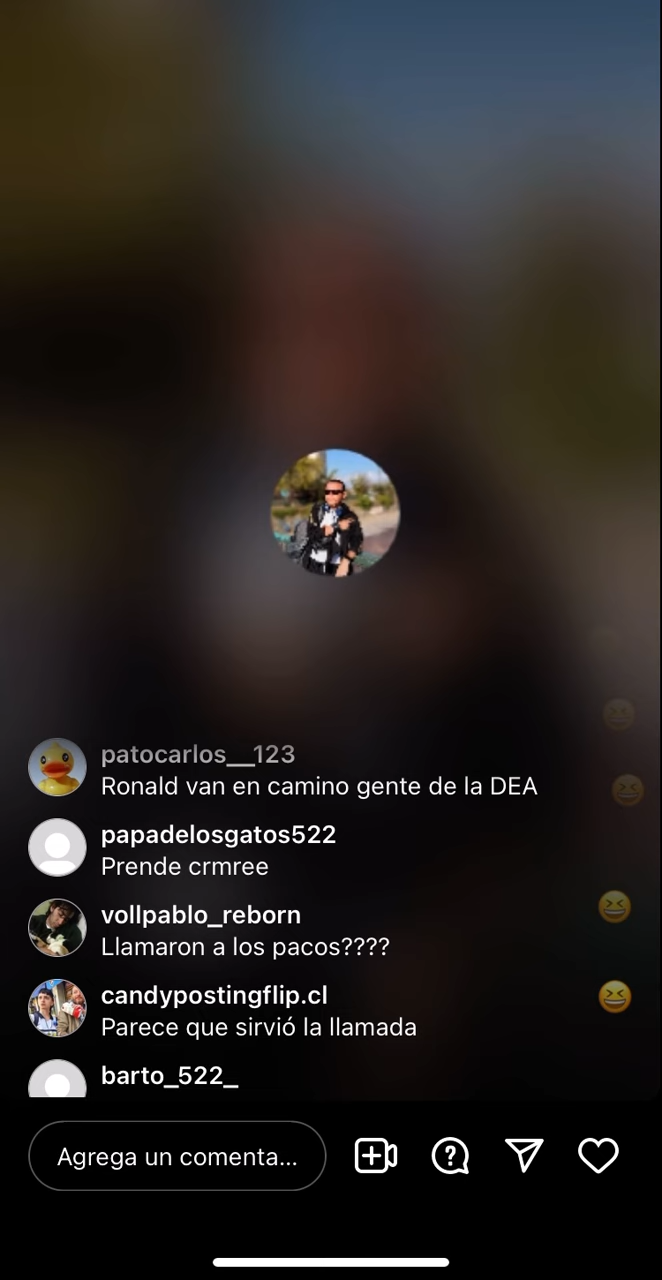 patocarlos__123
Ronald van en camino gente de la DEA
papadelosgatos522
Prende crmree
vollpablo_reborn
Llamaron a los pacos????
candypostingflip.cl
Parece que sirvió la llamada
barto_522_
Agrega un comenta...